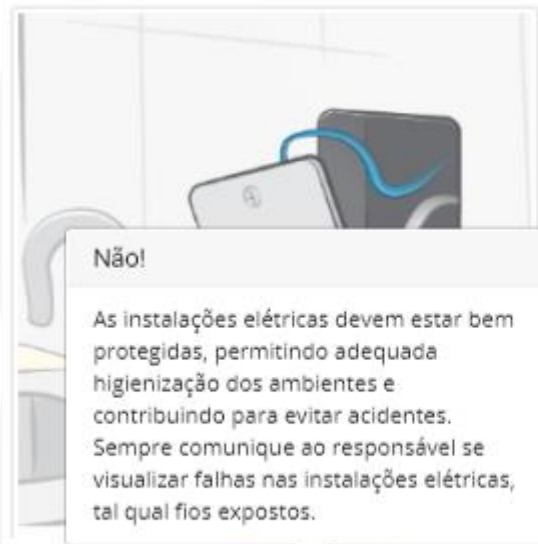 Não!
As instalações elétricas devem estar bem
protegidas, permitindo adequada
higienização dos ambientes e
contribuindo para evitar acidentes.
Sempre comunique ao responsável se
visualizar falhas nas instalações elétricas,
tal qual fios expostos.